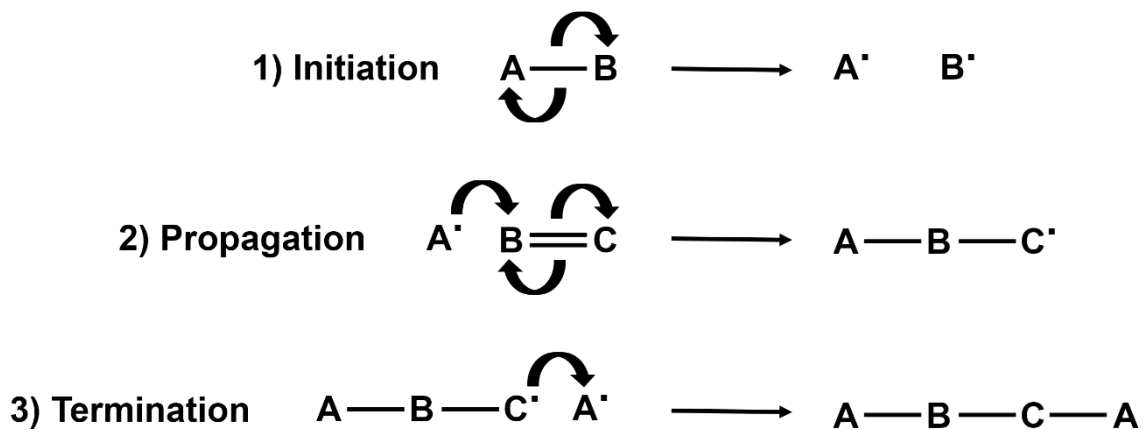 1) Initiation A B A· B·
2) Propagation A· B C A B C·
3) Termination A B C· A· A B C A